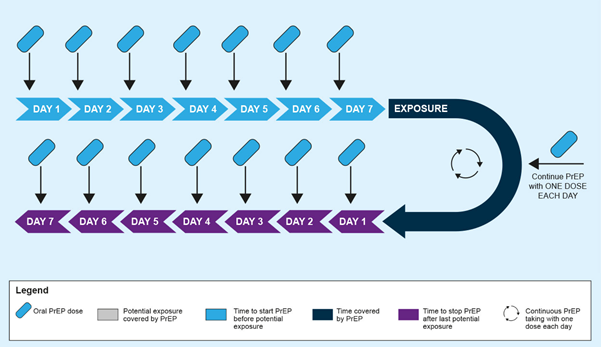 DAY 1 DAY 2 DAY 3 DAY 4 DAY 5 DAY 6 DAY 7 EXPOSURE
Continue PrEP
with ONE DOSE
EACH DAY
DAY 7 DAY 6 DAY 5 DAY 4 DAY 3 DAY 2 DAY 1
Legend
Oral PrEP dose
Potential exposure
covered by PrEP
Time to start PrEP
before potential
exposure
Time covered
by PrEP
Time to stop PrEP
after last potential
exposure
Continuous PrEP
taking with one
dose each day